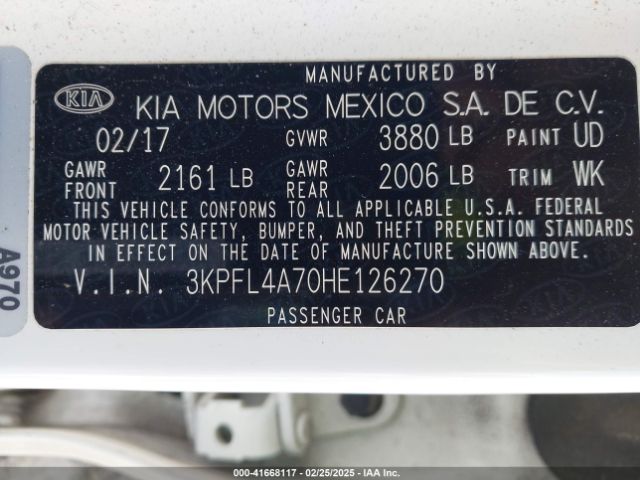 MANUFACTURED BY
KIA KIA MOTORS MEXICO S.A. DE C.V.
02/17 GVWR 3880 LB PAINT UD
GAWR FRONT 2161 LB GAWR REAR 2006 LB TRIM WK
THIS VEHICLE CONFORMS TO ALL APPLICABLE U.S.A. FEDERAL
MOTOR VEHICLE SAFETY, BUMPER, AND THEFT PREVENTION STANDARDS
IN EFFECT ON THE DATE OF MANUFACTURE SHOWN ABOVE.
V.I.N. 3KPFL4A70HE126270
PASSENGER CAR
A970
000-41668117 • 02/25/2025 • IAA Inc.